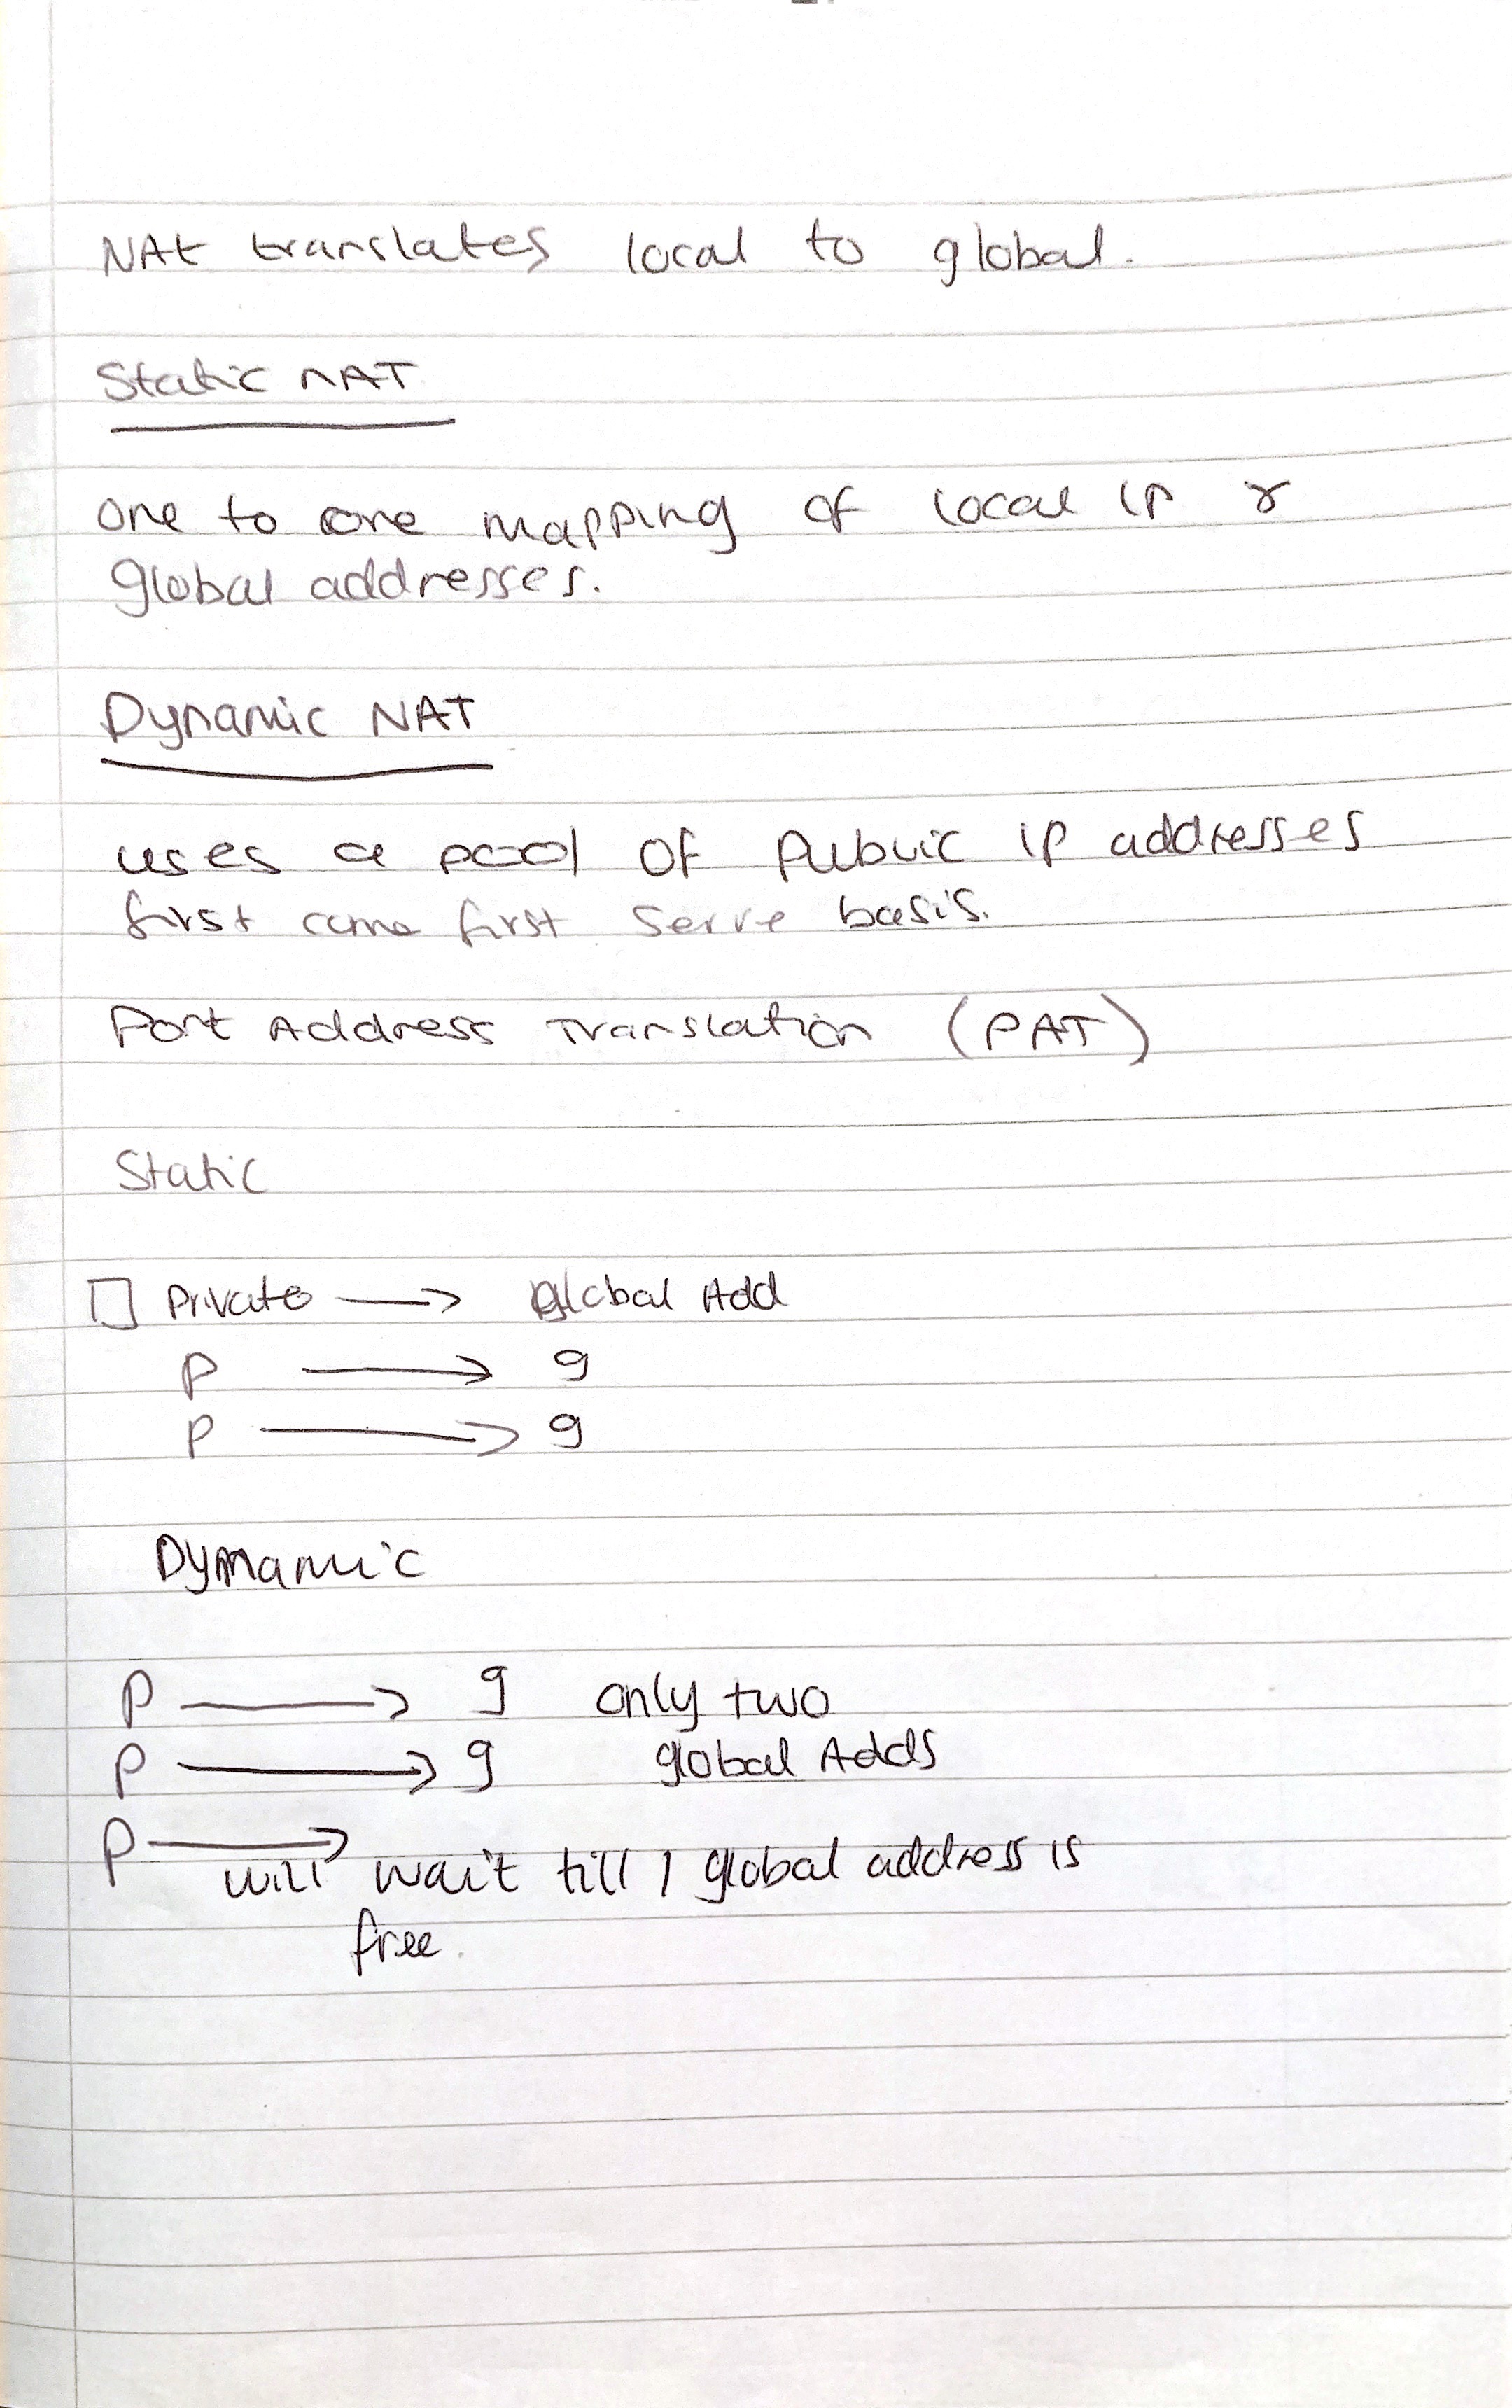 NAt translates local to global.
Static NAT
one to one mapping of local IP &
global addresses.
Dynamic NAT
uses a pool of Public IP addresses
first come first serve basis.
Port Address Translation (PAT)
Static
Private → global Add
P → g
P → g
Dymamic
P → g only two
P → g global Adds
P → will wait till 1 global address is
free.